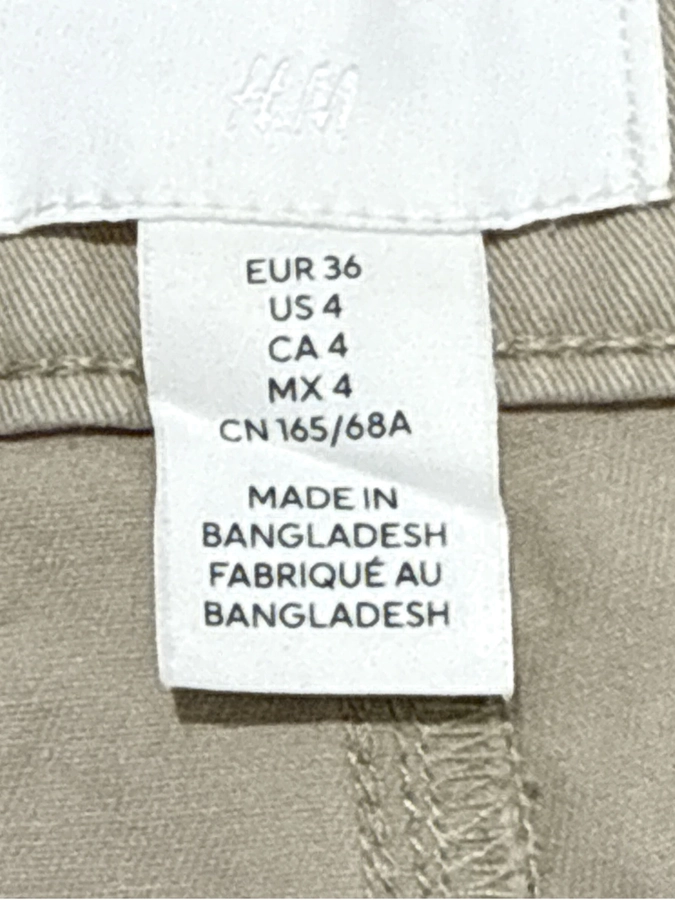 H&M
EUR 36
US 4
CA 4
MX 4
CN 165/68A
MADE IN
BANGLADESH
FABRIQUÉ AU
BANGLADESH